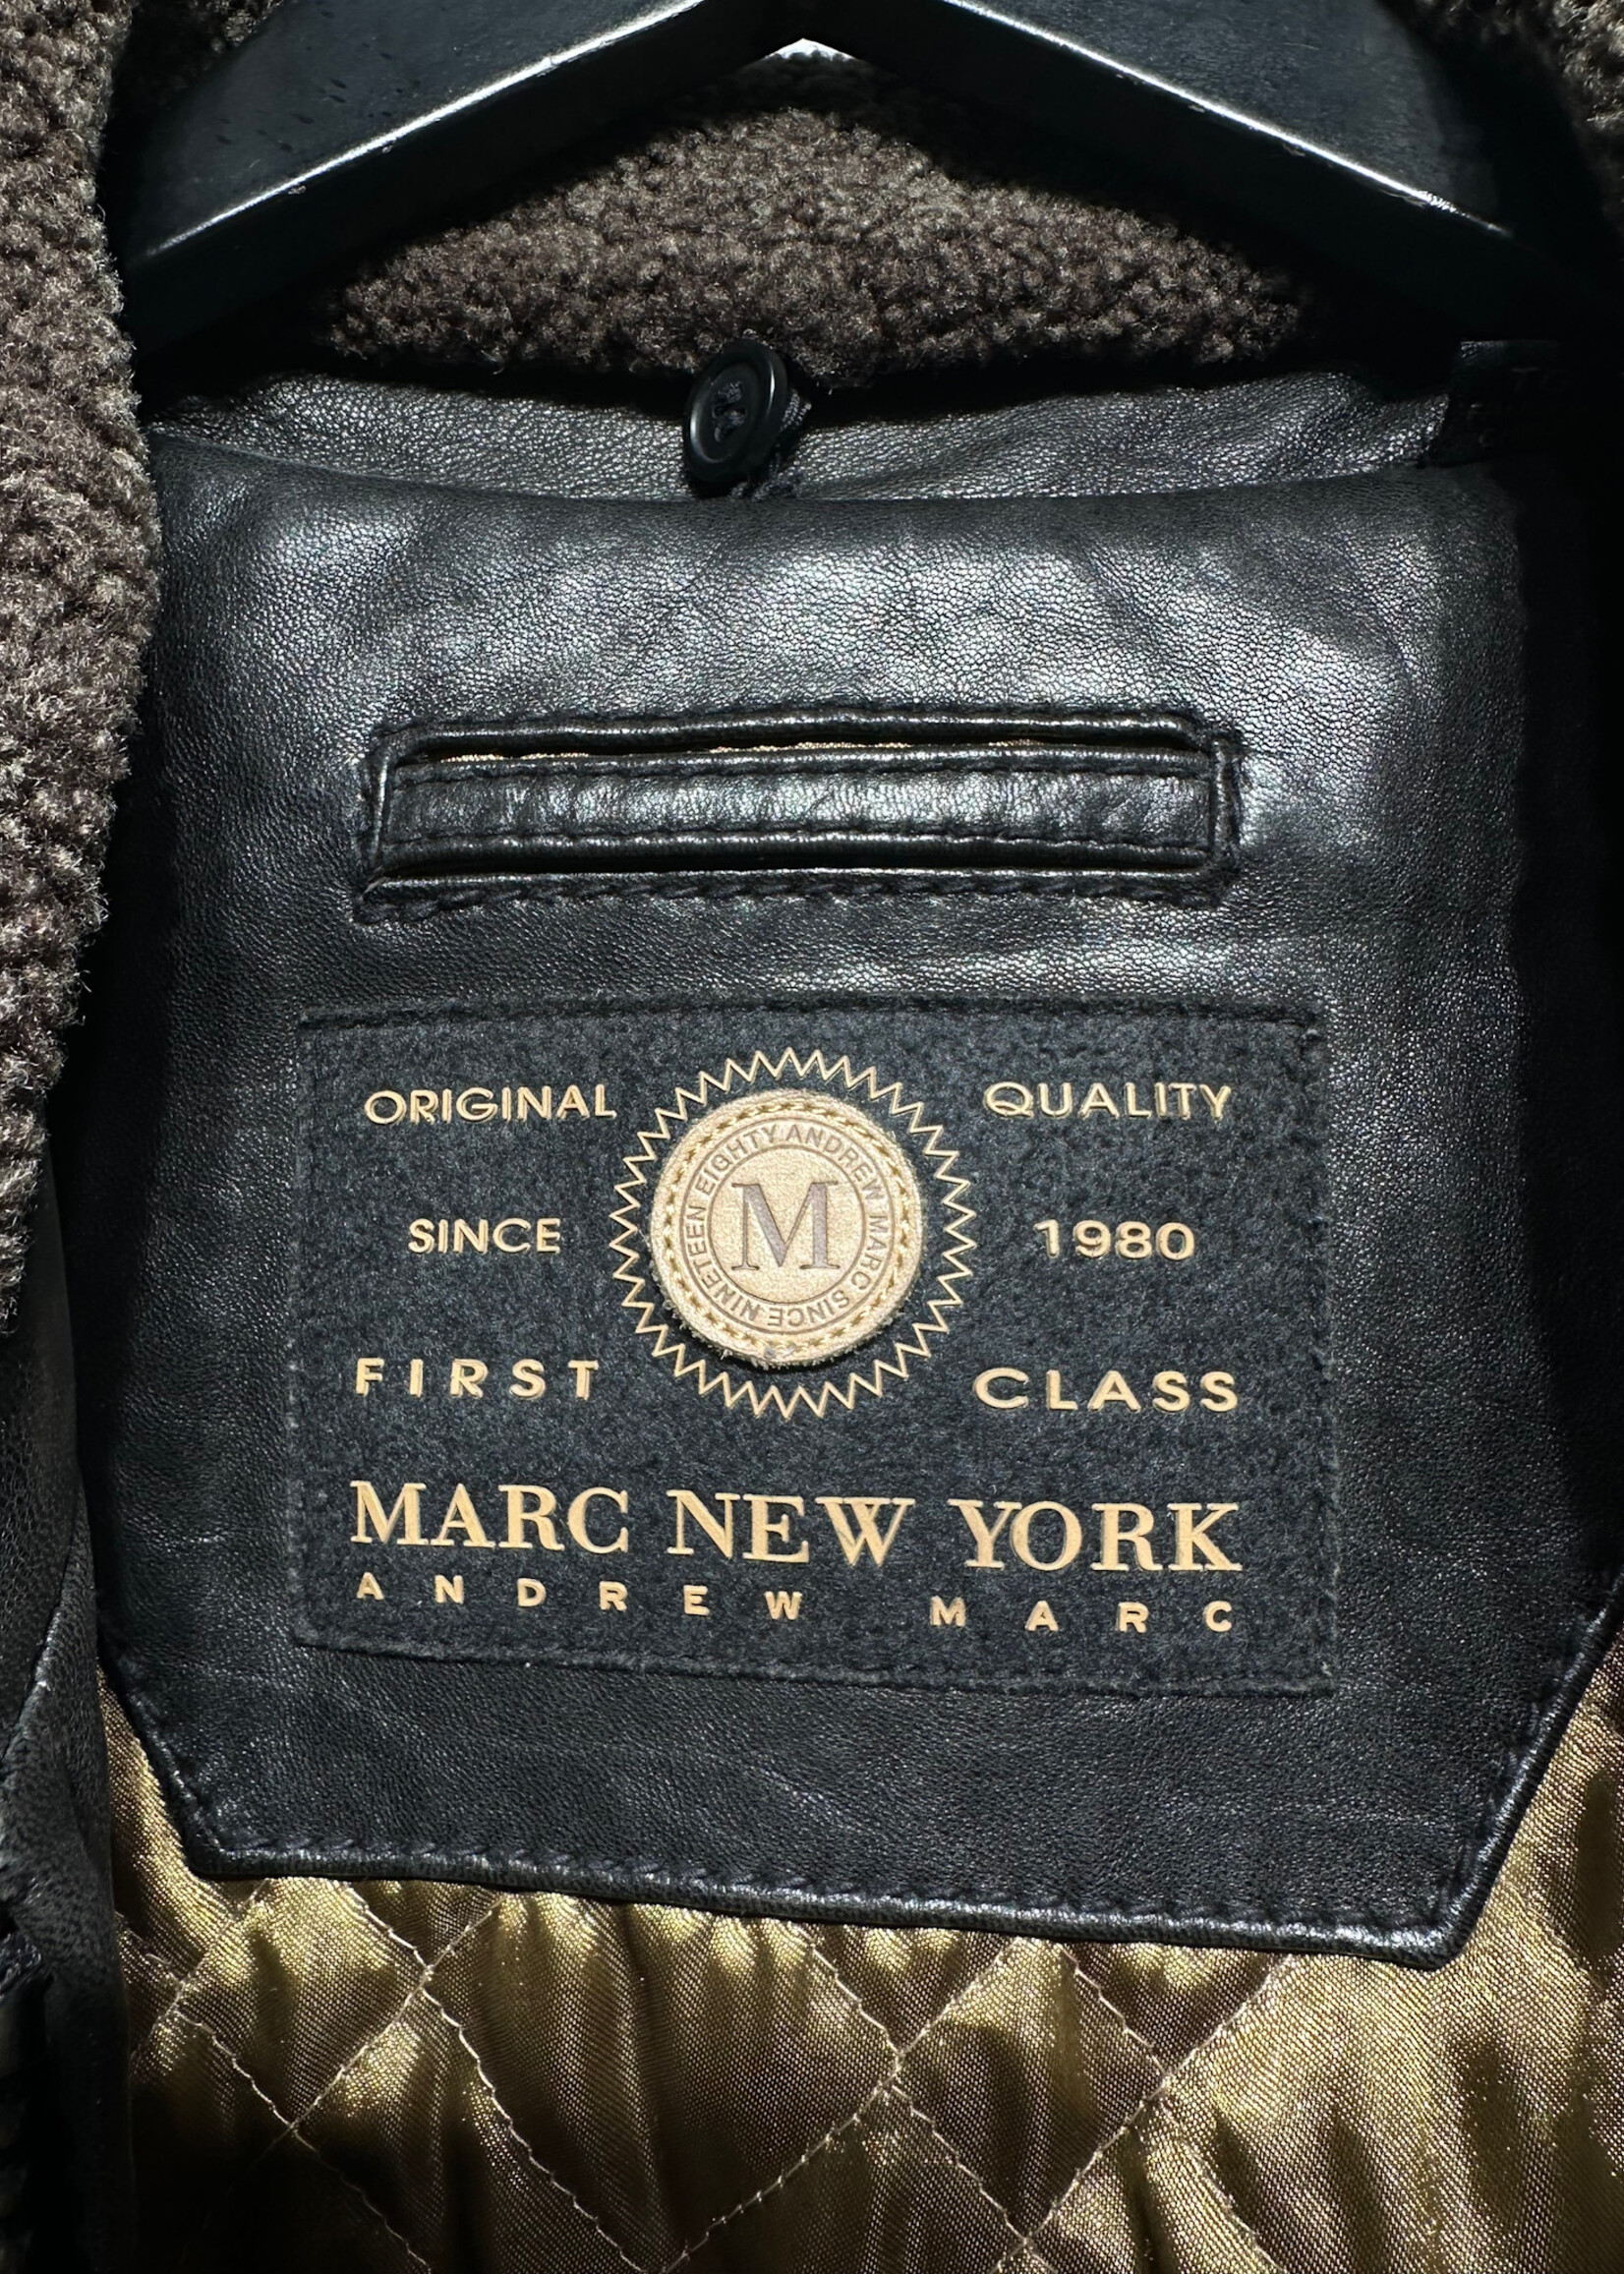 ORIGINAL QUALITY
NINETEEN EIGHTY ANDREW MARC SINCE
M
SINCE 1980
FIRST CLASS
MARC NEW YORK
ANDREW MARC